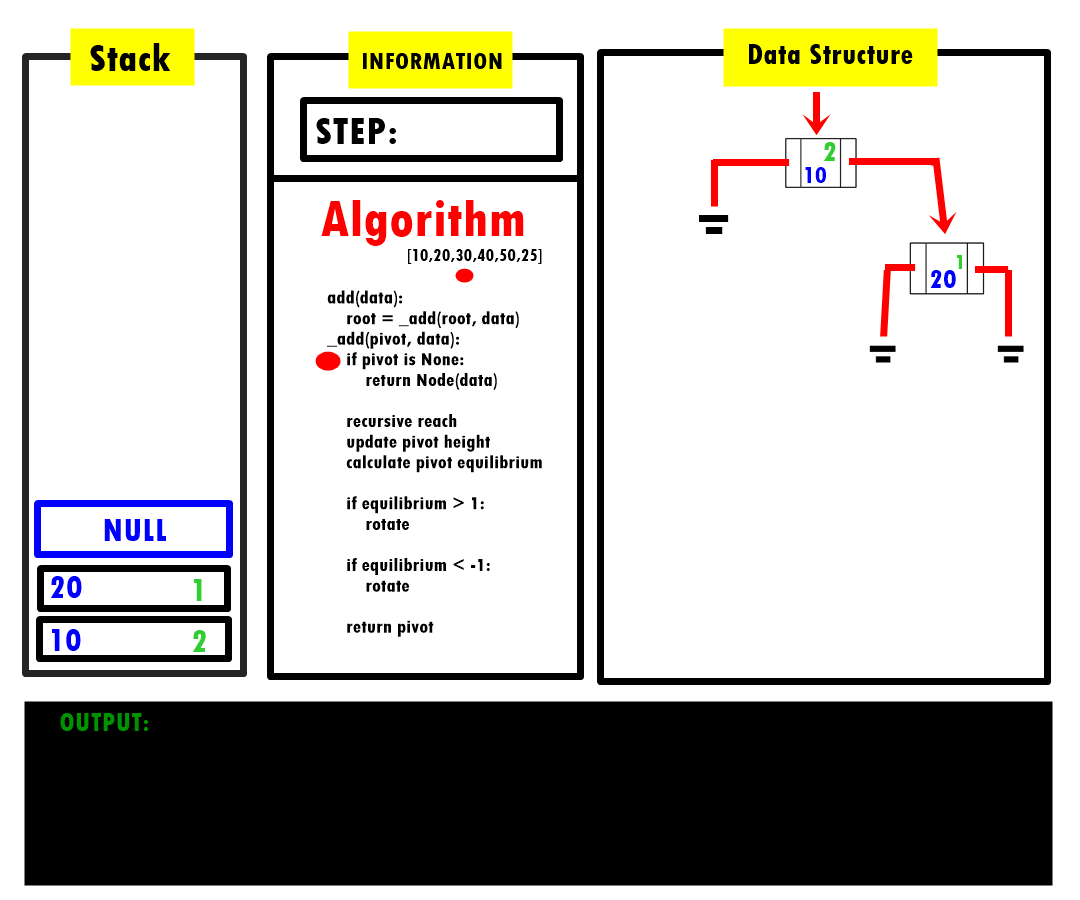 Stack
NULL
20 1
10 2
INFORMATION
STEP:
Algorithm
[10,20,30,40,50,25]
add(data):
root = _add(root, data)
_add(pivot, data):
if pivot is None:
return Node(data)
recursive reach
update pivot height
calculate pivot equilibrium
if equilibrium > 1:
rotate
if equilibrium < -1:
rotate
return pivot
Data Structure
2
10
1
20
OUTPUT: